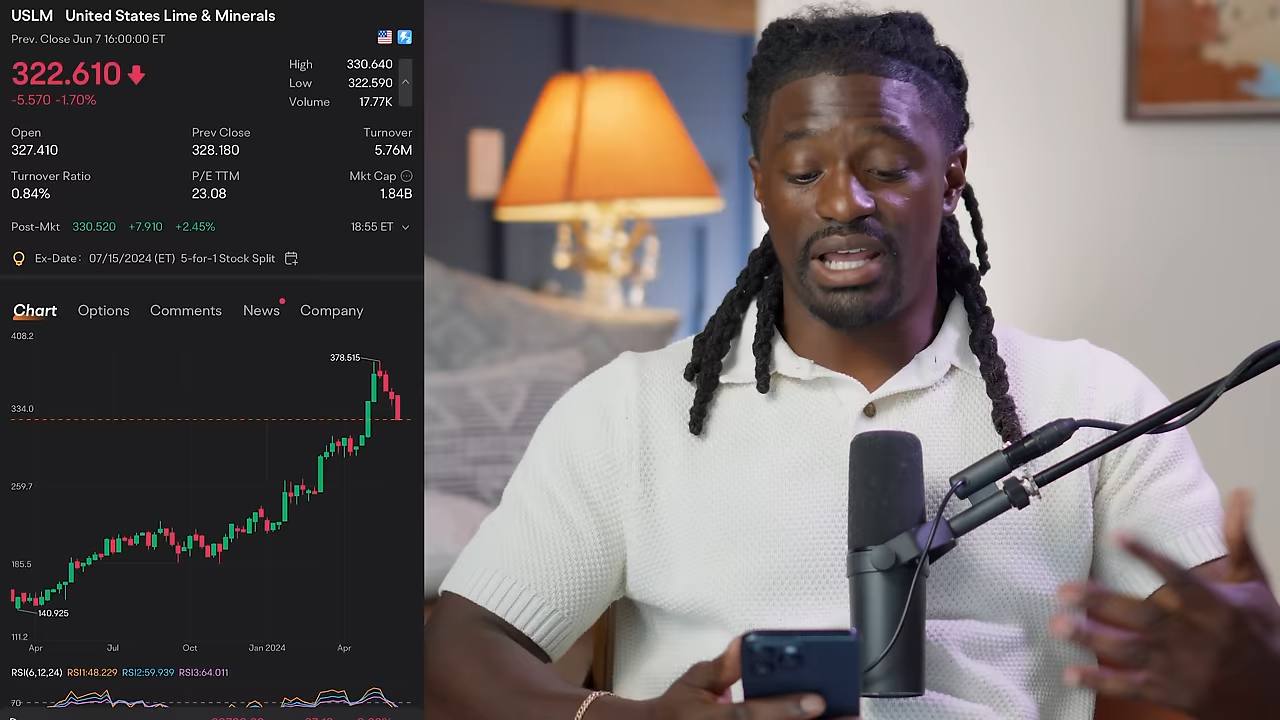 USLM United States Lime & Minerals
Prev. Close Jun 7 16:00:00 ET
322.610
-5.570 -1.70%
High 330.640
Low 322.590
Volume 17.77K
Open Prev Close Turnover
327.410 328.180 5.76M
Turnover Ratio P/E TTM Mkt Cap
0.84% 23.08 1.84B
Post-Mkt 330.520 +7.910 +2.45% 18:55 ET
Ex-Date: 07/15/2024 (ET) 5-for-1 Stock Split
Chart Options Comments News Company
408.2
378.515
334.0
259.7
185.5
140.925
111.2
Apr Jul Oct Jan 2024 Apr
RSI(6,12,24) RSI1:48.229 RSI2:59.939 RSI3:64.011
70